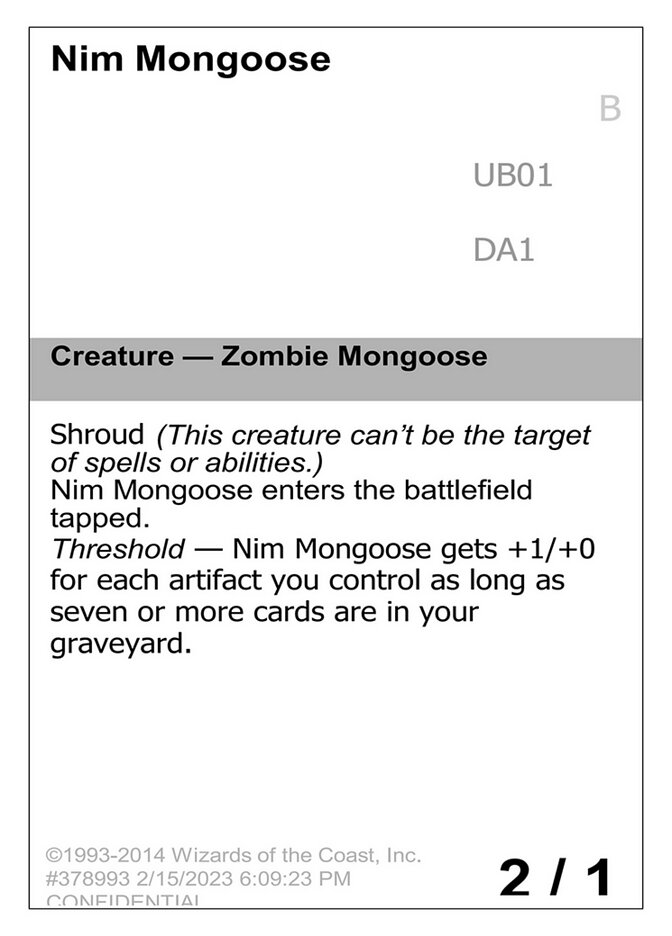 Nim Mongoose
B
UB01
DA1
Creature — Zombie Mongoose
Shroud (This creature can’t be the target
of spells or abilities.)
Nim Mongoose enters the battlefield
tapped.
Threshold — Nim Mongoose gets +1/+0
for each artifact you control as long as
seven or more cards are in your
graveyard.
©1993-2014 Wizards of the Coast, Inc.
#378993 2/15/2023 6:09:23 PM
CONFIDENTIAL
2 / 1